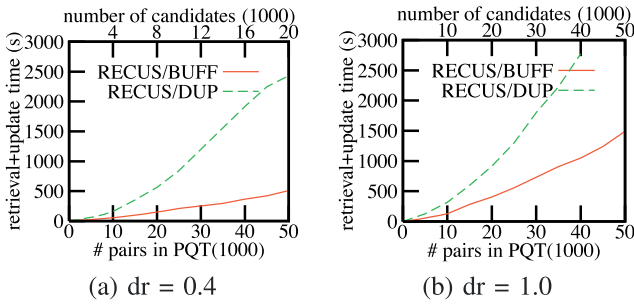 number of candidates (1000)
4 8 12 16 20
retrieval+update time (s)
3000
2500
2000
1500
1000
500
0
RECUS/BUFF
RECUS/DUP
0 10 20 30 40 50
# pairs in PQT(1000)
(a) dr = 0.4
number of candidates (1000)
10 20 30 40 50
retrieval+update time (s)
3000
2500
2000
1500
1000
500
0
RECUS/BUFF
RECUS/DUP
0 10 20 30 40 50
# pairs in PQT(1000)
(b) dr = 1.0